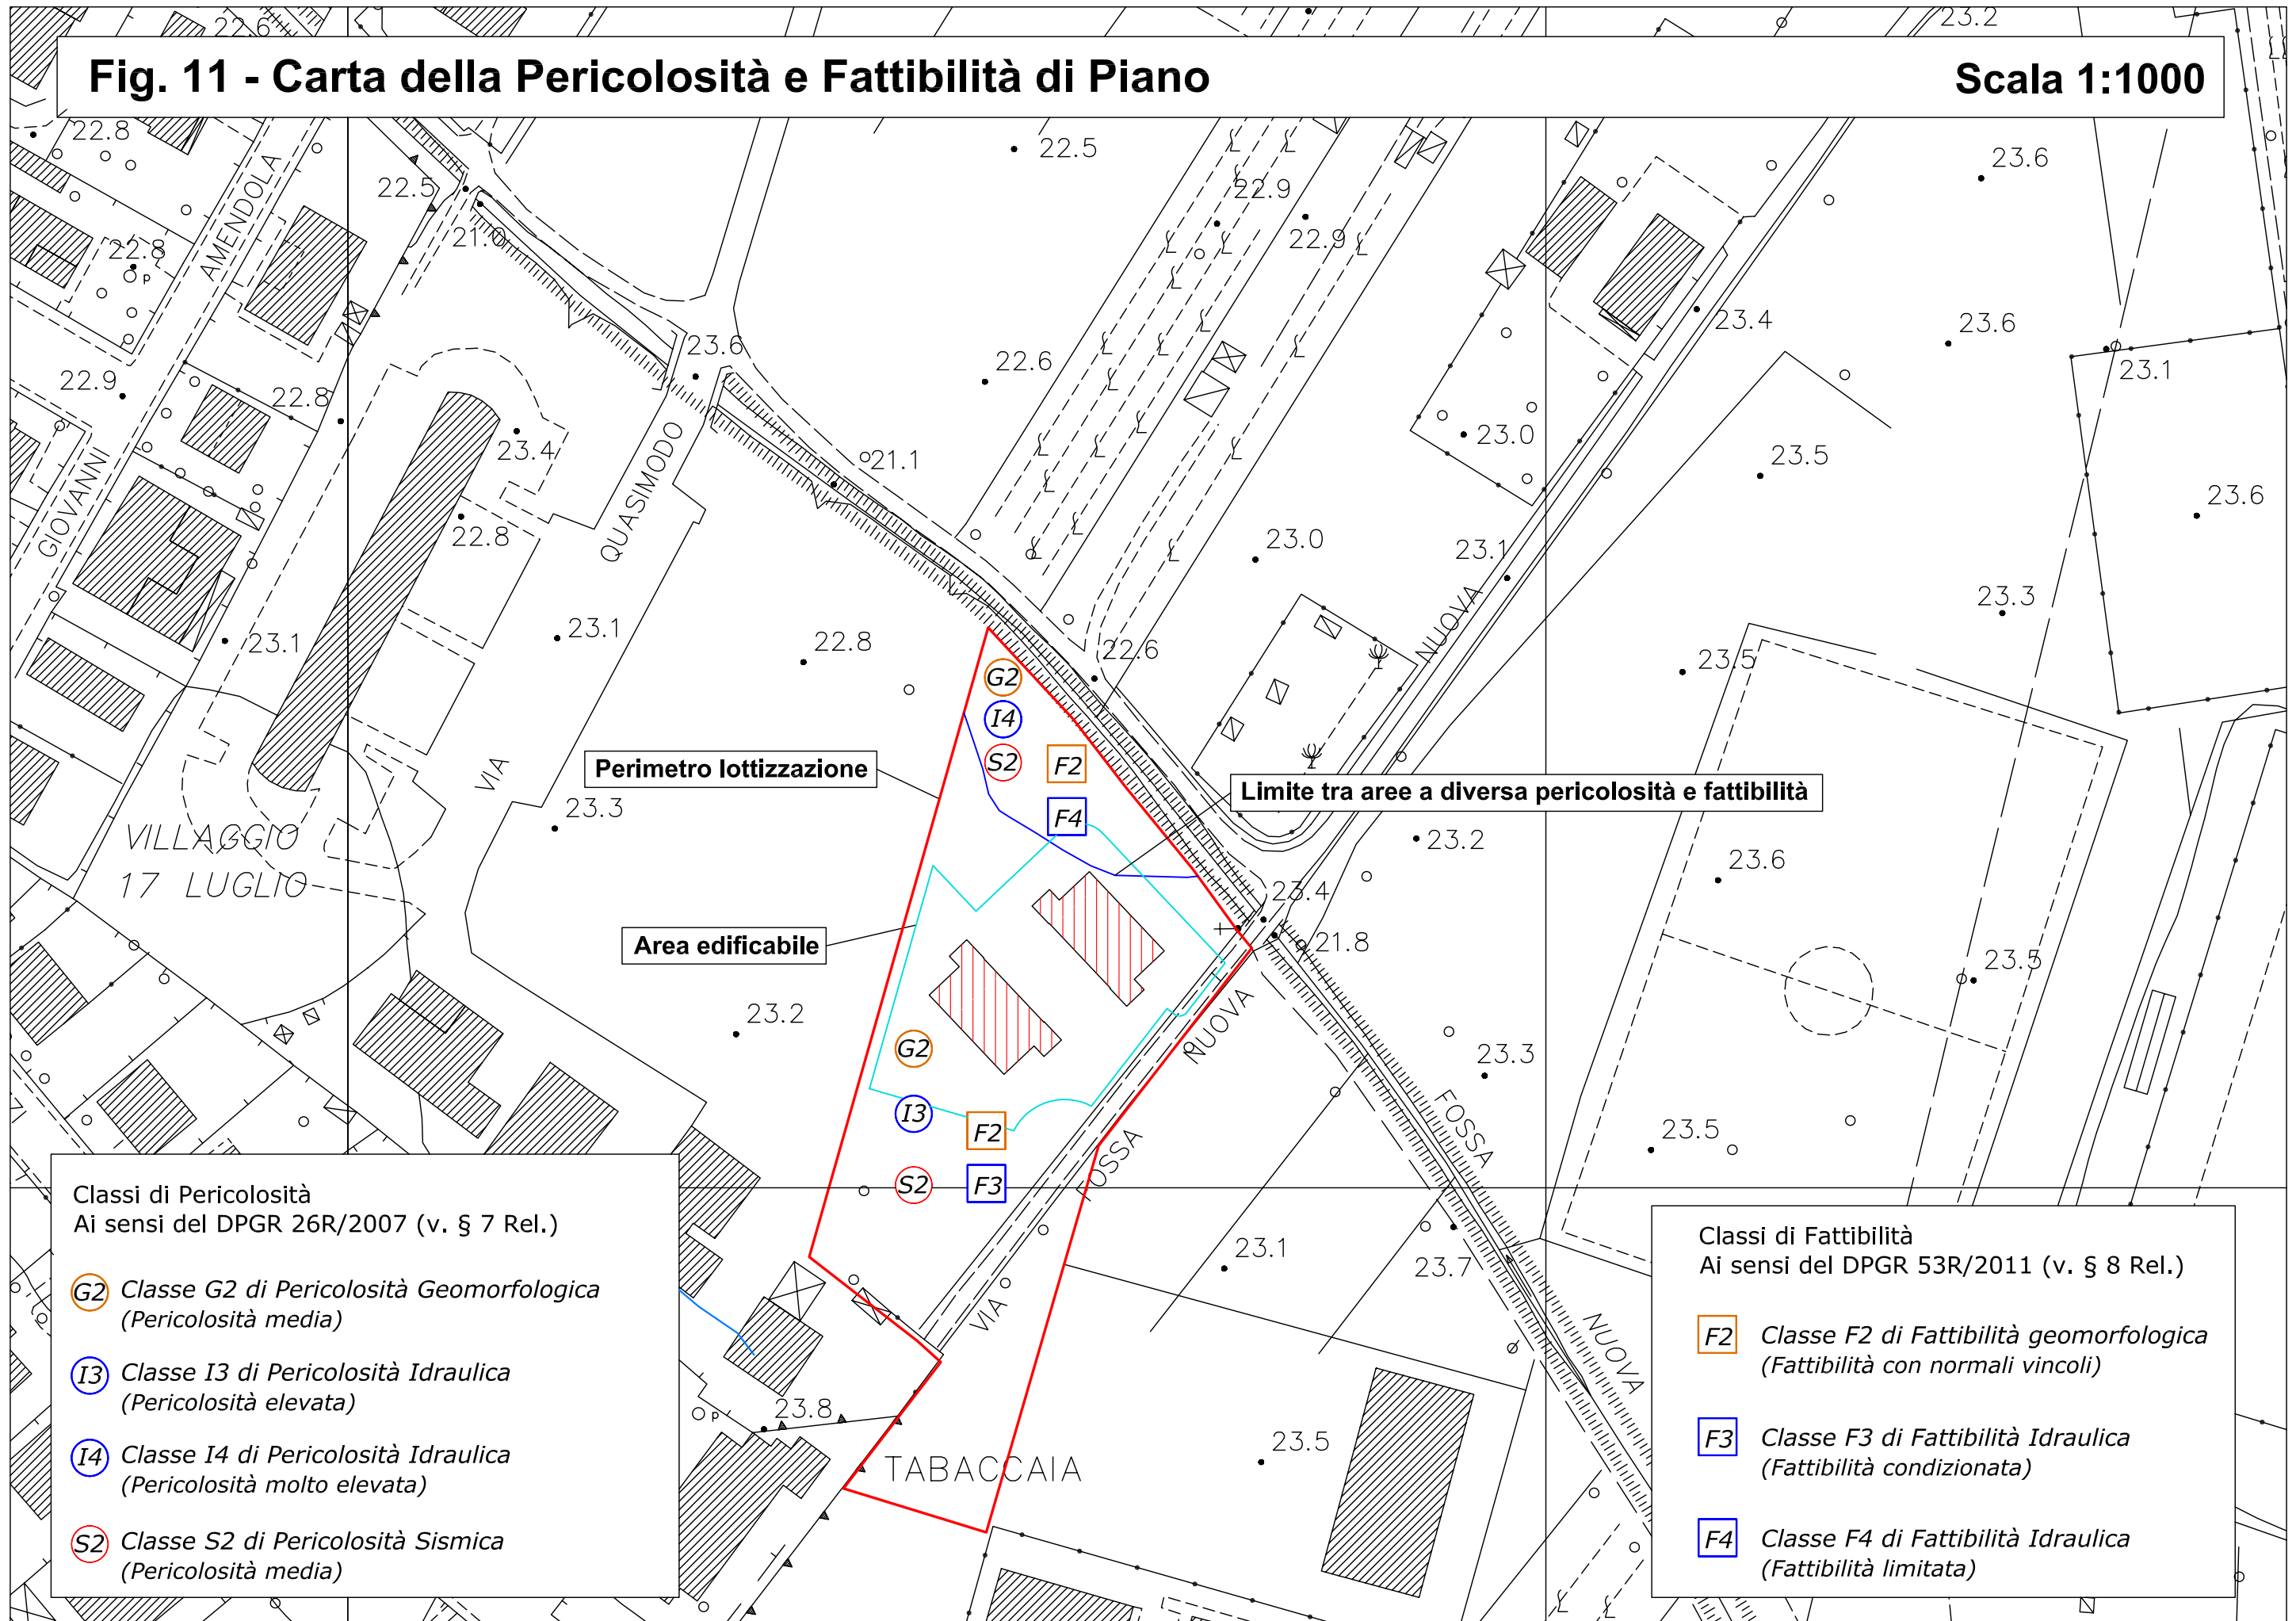 Fig. 11 - Carta della Pericolosità e Fattibilità di Piano
Scala 1:1000
22.6
23.2
22.8
22.5
22.9
23.6
22.5
21.0
22.9
22.8
AMENDOLA
p
23.4
23.6
23.6
22.6
23.1
22.9
22.8
23.4
21.1
23.0
23.5
23.6
GIOVANNI
QUASIMODO
22.8
23.0
23.1
23.3
23.1
23.1
22.8
22.6
NUOVA
23.5
G2
I4
S2
F2
F4
Perimetro lottizzazione
Limite tra aree a diversa pericolosità e fattibilità
VIA
23.3
VILLAGGIO
17 LUGLIO
23.2
23.6
23.4
21.8
Area edificabile
23.5
23.2
NUOVA
G2
23.3
I3
F2
FOSSA
23.5
FOSSA
S2
F3
23.1
23.7
VIA
NUOVA
23.8
p
23.5
TABACCAIA
Classi di Pericolosità
Ai sensi del DPGR 26R/2007 (v. § 7 Rel.)
G2 Classe G2 di Pericolosità Geomorfologica
(Pericolosità media)
I3 Classe I3 di Pericolosità Idraulica
(Pericolosità elevata)
I4 Classe I4 di Pericolosità Idraulica
(Pericolosità molto elevata)
S2 Classe S2 di Pericolosità Sismica
(Pericolosità media)
Classi di Fattibilità
Ai sensi del DPGR 53R/2011 (v. § 8 Rel.)
F2 Classe F2 di Fattibilità geomorfologica
(Fattibilità con normali vincoli)
F3 Classe F3 di Fattibilità Idraulica
(Fattibilità condizionata)
F4 Classe F4 di Fattibilità Idraulica
(Fattibilità limitata)